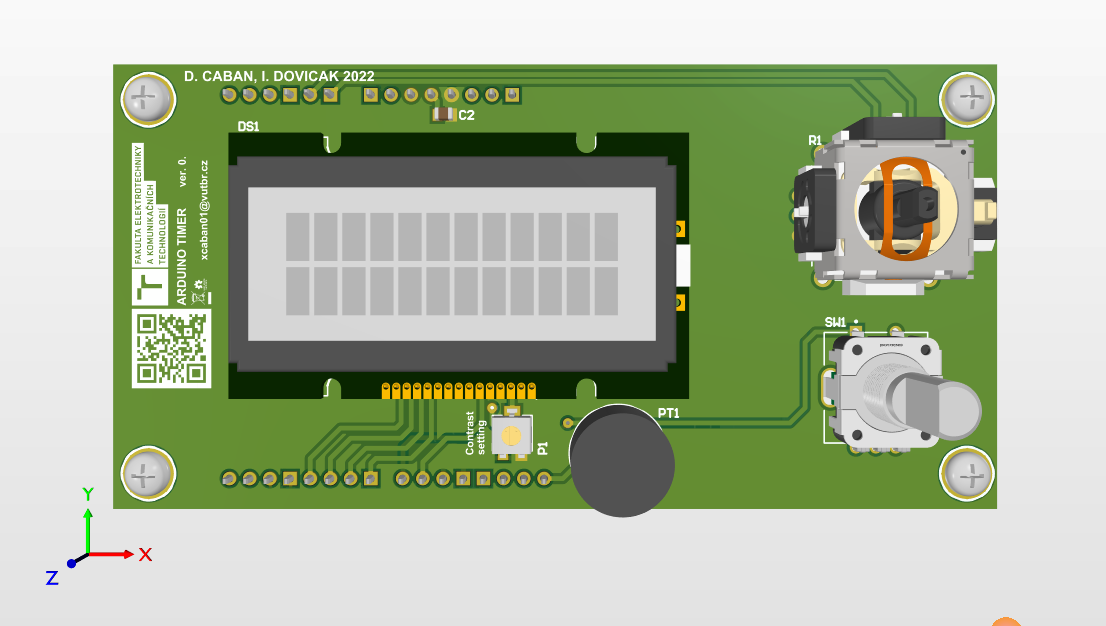 D. CABAN, I. DOVICAK 2022
C2
DS1
R1
FAKULTA ELEKTROTECHNIKY
A KOMUNIKAČNÍCH
TECHNOLOGIÍ
ARDUINO TIMER
ver. 0.
xcaban01@vutbr.cz
SW1
PT1
Contrast
setting
P1
Y
X
Z